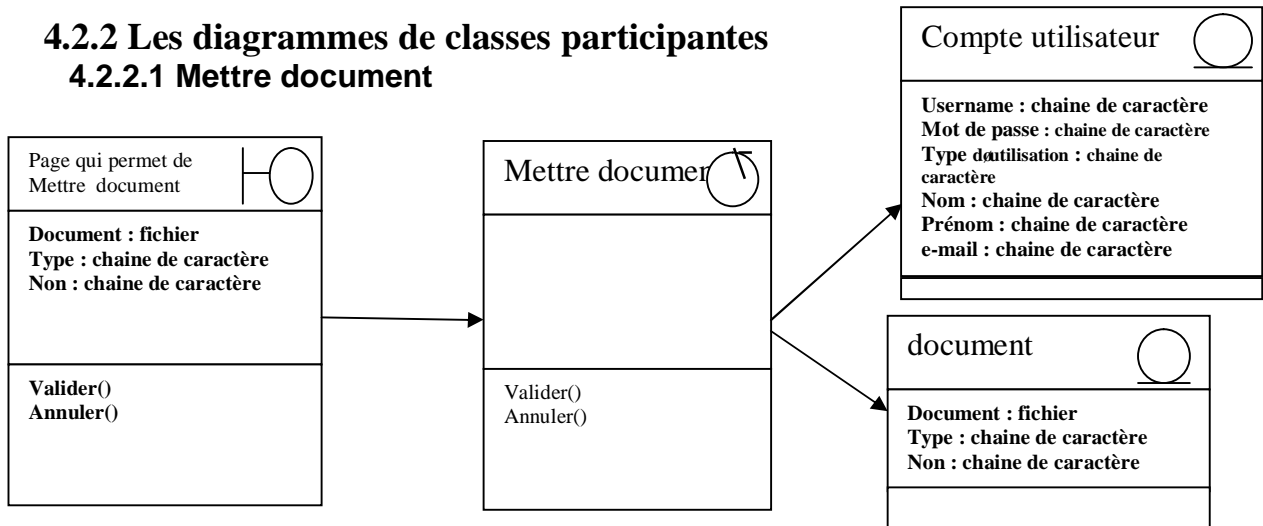 4.2.2 Les diagrammes de classes participantes
4.2.2.1 Mettre document
Page qui permet de
Mettre document
Document : fichier
Type : chaine de caractère
Non : chaine de caractère
Valider()
Annuler()
Mettre documen
Valider()
Annuler()
Compte utilisateur
Username : chaine de caractère
Mot de passe : chaine de caractère
Type døutilisation : chaine de
caractère
Nom : chaine de caractère
Prénom : chaine de caractère
e-mail : chaine de caractère
document
Document : fichier
Type : chaine de caractère
Non : chaine de caractère